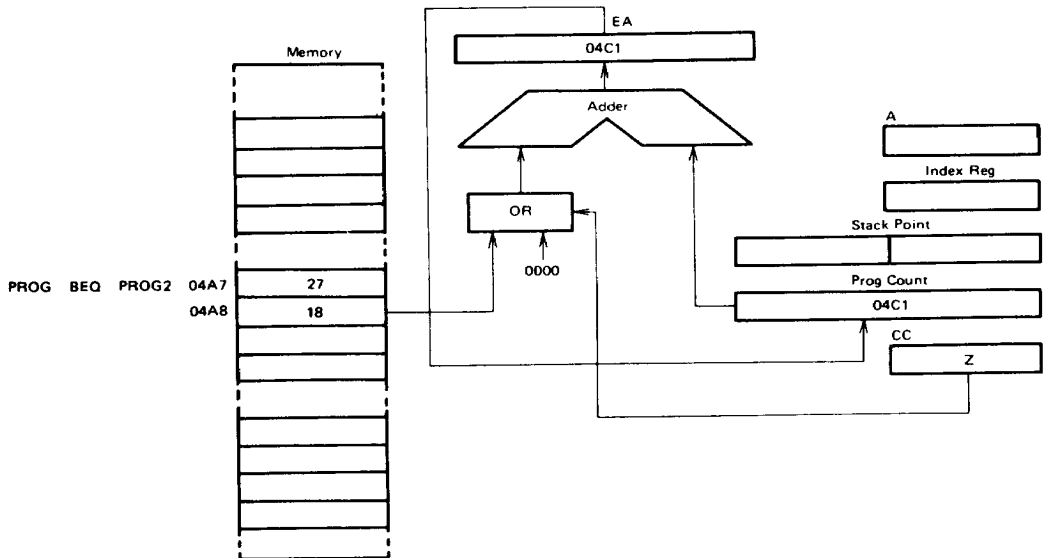 EA
04C1
Memory
Adder
A
Index Reg
OR
Stack Point
0000
PROG BEQ PROG2 04A7 27
Prog Count
04A8 18
04C1
CC
Z